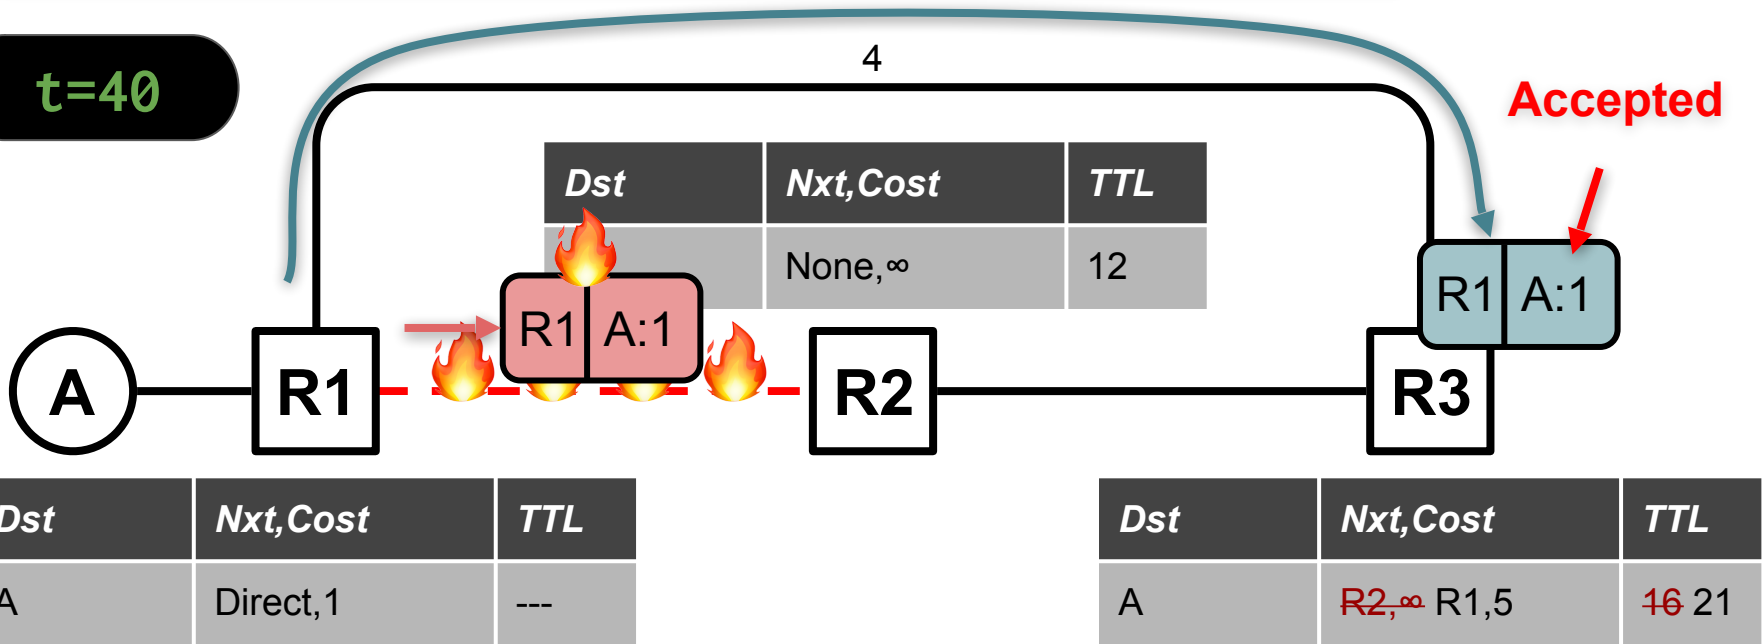 t=40
4
Accepted
Dst Nxt,Cost TTL
None,∞ 12
R1 A:1
R1 A:1
A R1 R2 R3
Dst Nxt,Cost TTL
A Direct,1 ---
Dst Nxt,Cost TTL
A R2,∞ R1,5 16 21